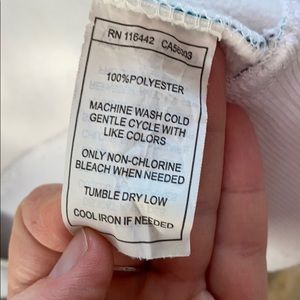 RN 116442
100%POLYESTER
MACHINE WASH COLD
GENTLE CYCLE WITH
LIKE COLORS
ONLY NON-CHLORINE
BLEACH WHEN NEEDED
TUMBLE DRY LOW
COOL IRON IF NEEDED